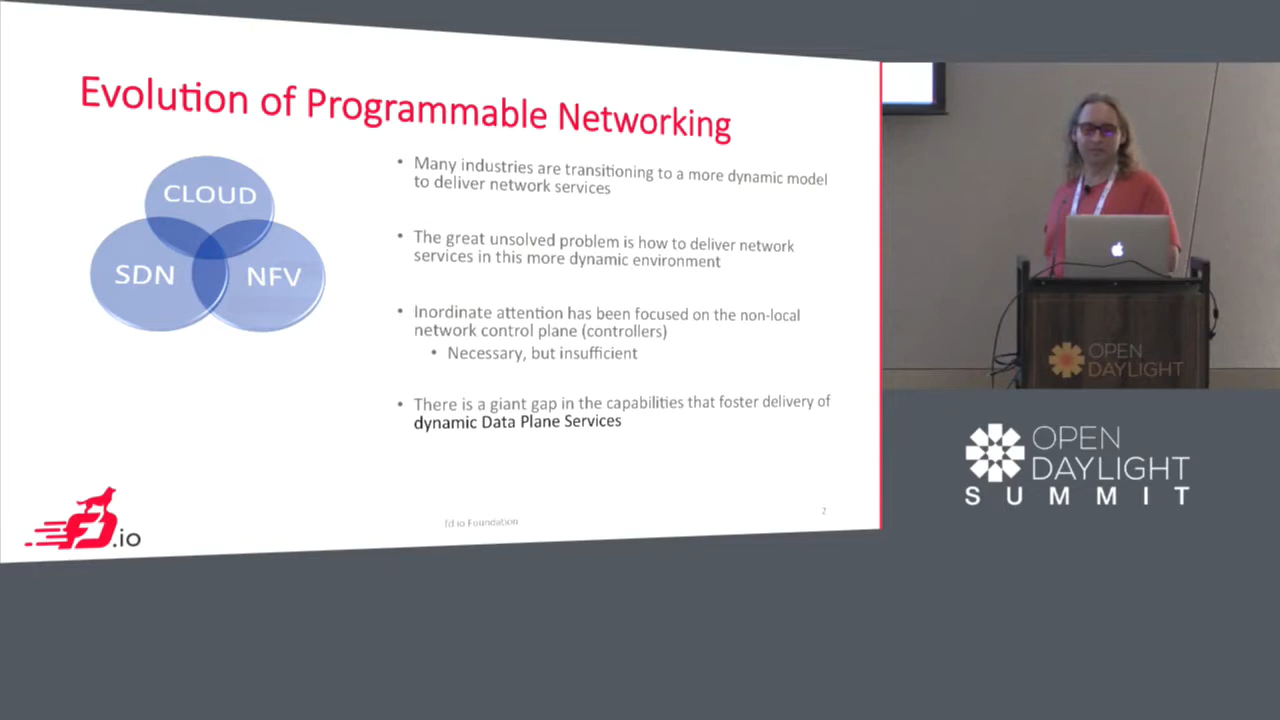 Evolution of Programmable Networking
CLOUD
SDN
NFV
• Many industries are transitioning to a more dynamic model
to deliver network services
• The great unsolved problem is how to deliver network
services in this more dynamic environment
• Inordinate attention has been focused on the non-local
network control plane (controllers)
• Necessary, but insufficient
• There is a giant gap in the capabilities that foster delivery of
dynamic Data Plane Services
FD.io
fd.io Foundation
2
OPEN
DAYLIGHT
OPEN
DAYLIGHT
SUMMIT